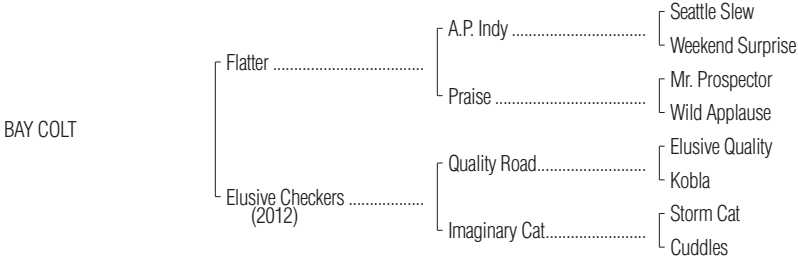 Seattle Slew
A.P. Indy ....................................
Weekend Surprise
Flatter ........................................
Mr. Prospector
Praise ........................................
Wild Applause
BAY COLT
Elusive Quality
Quality Road.............................
Kobla
Elusive Checkers ....................
(2012)
Storm Cat
Imaginary Cat...........................
Cuddles